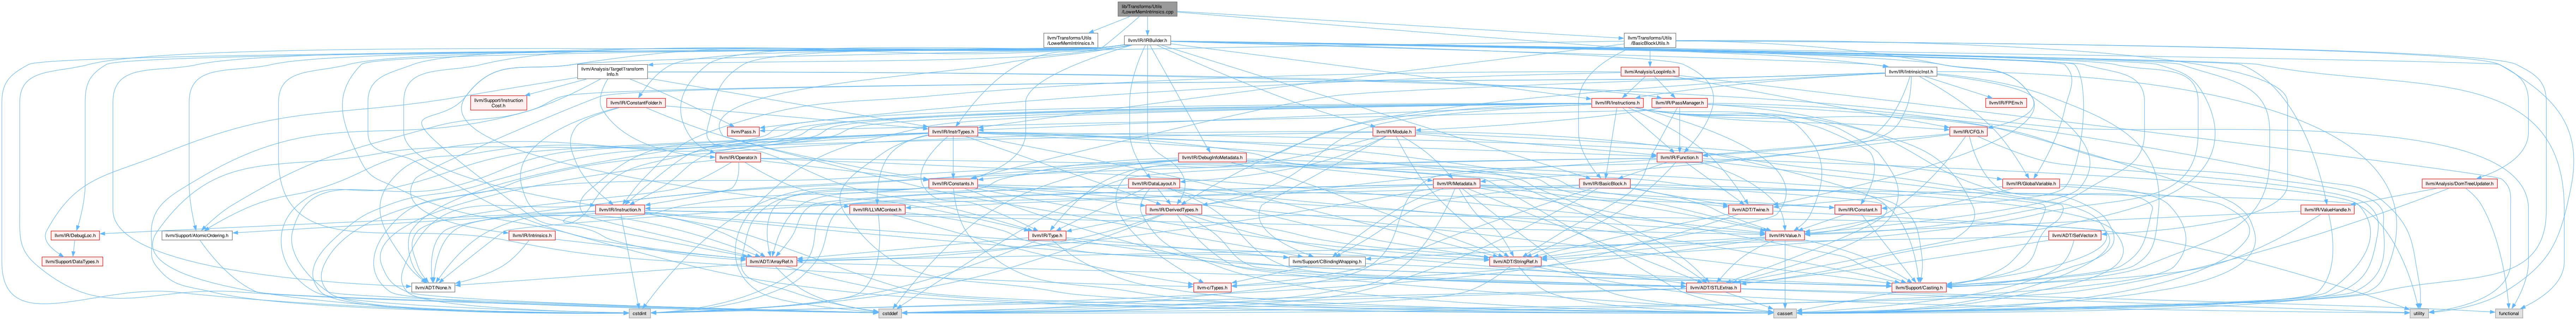 lib/Transforms/Utils
/LowerMemIntrinsics.cpp
llvm/Transforms/Utils
/LowerMemIntrinsics.h
llvm/IR/IRBuilder.h
llvm/Transforms/Utils
/BasicBlockUtils.h
llvm/Analysis/TargetTransform
Info.h
llvm/Analysis/LoopInfo.h
llvm/IR/IntrinsicInst.h
llvm/Support/Instruction
Cost.h
llvm/IR/ConstantFolder.h
llvm/IR/Instructions.h
llvm/IR/PassManager.h
llvm/IR/FPEnv.h
llvm/Pass.h
llvm/IR/InstrTypes.h
llvm/IR/Module.h
llvm/IR/CFG.h
llvm/IR/Operator.h
llvm/IR/DebugInfoMetadata.h
llvm/IR/Function.h
llvm/IR/Constants.h
llvm/IR/DataLayout.h
llvm/IR/Metadata.h
llvm/IR/BasicBlock.h
llvm/IR/GlobalVariable.h
llvm/Analysis/DomTreeUpdater.h
llvm/IR/Instruction.h
llvm/IR/LLVMContext.h
llvm/IR/DerivedTypes.h
llvm/ADT/Twine.h
llvm/IR/Constant.h
llvm/IR/ValueHandle.h
llvm/IR/DebugLoc.h
llvm/Support/AtomicOrdering.h
llvm/IR/Intrinsics.h
llvm/IR/Type.h
llvm/IR/Value.h
llvm/ADT/SetVector.h
llvm/Support/DataTypes.h
llvm/ADT/ArrayRef.h
llvm/Support/CBindingWrapping.h
llvm/ADT/StringRef.h
llvm/ADT/None.h
llvm-c/Types.h
llvm/ADT/STLExtras.h
llvm/Support/Casting.h
cstdint
cstddef
cassert
utility
functional